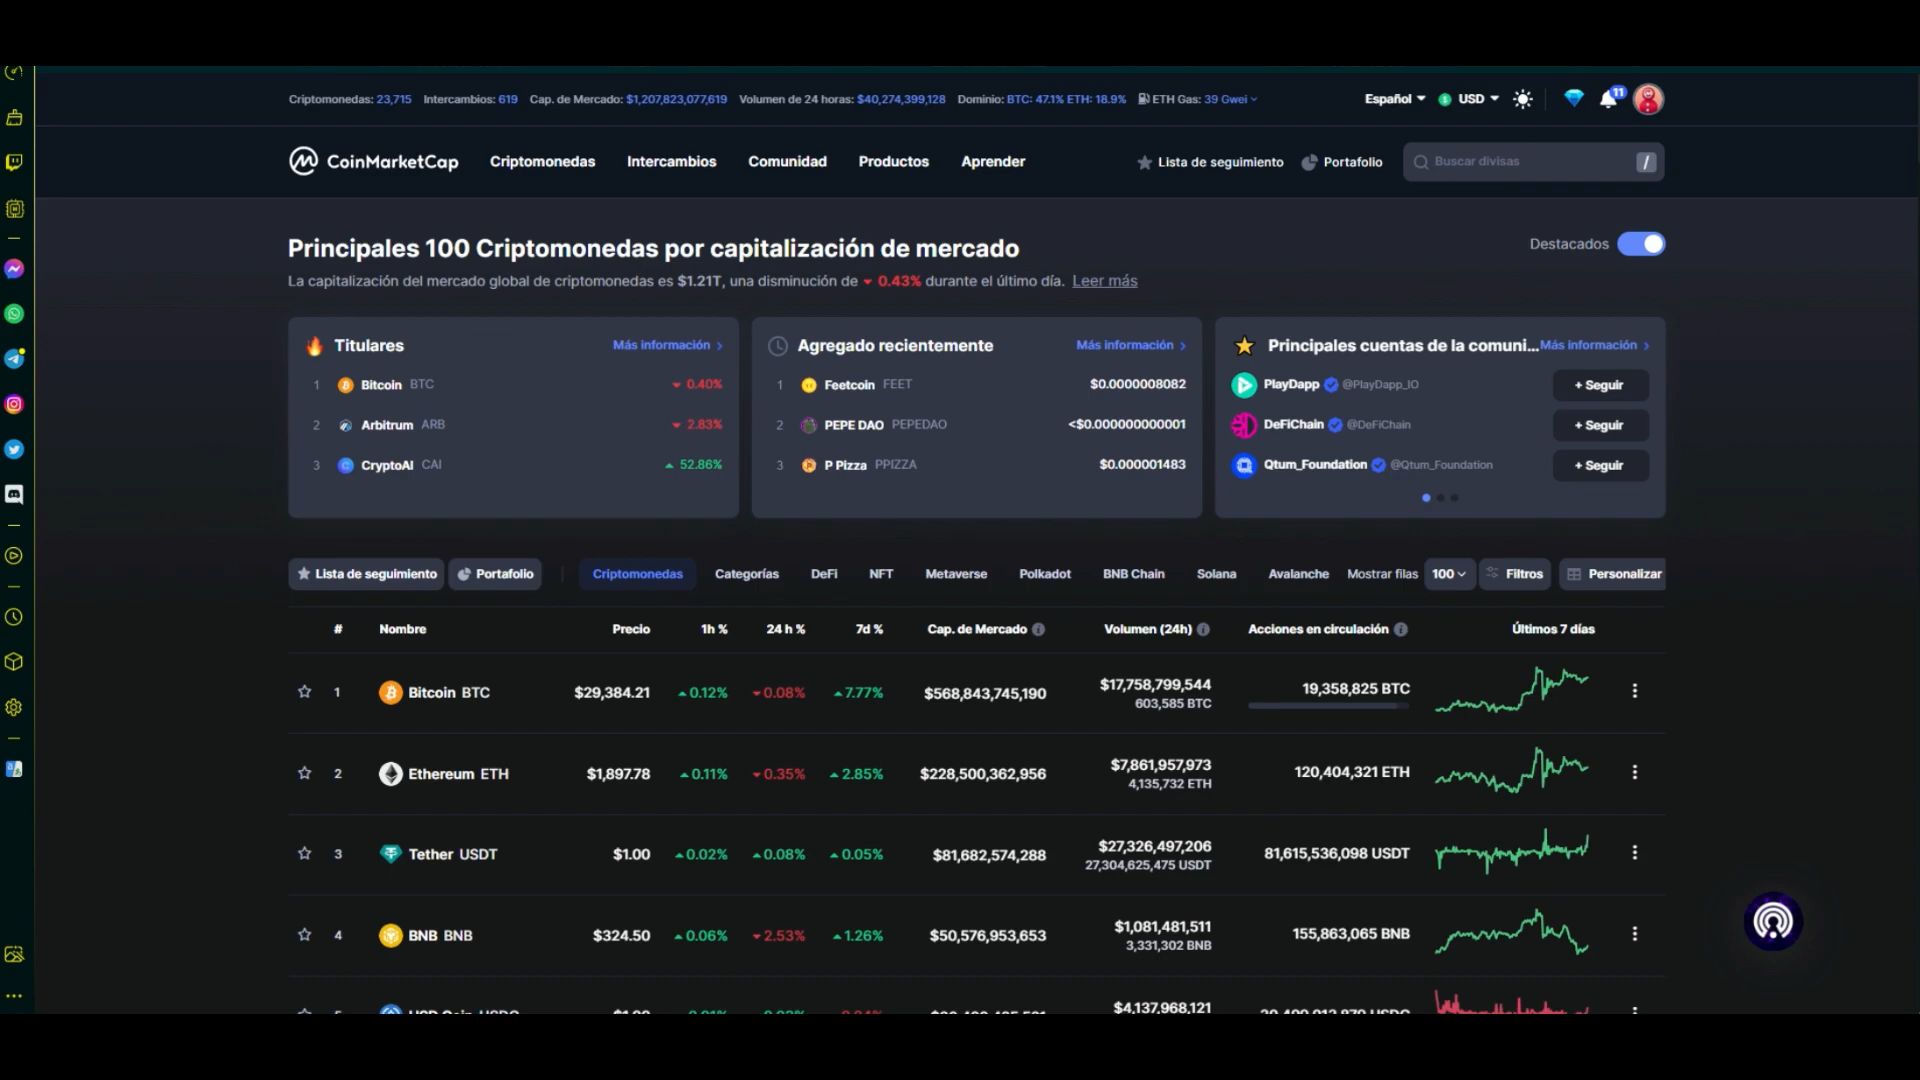 Criptomonedas: 23,715 Intercambios: 619 Cap. de Mercado: $1,207,823,077,619 Volumen de 24 horas: $40,274,399,128 Dominio: BTC: 47.1% ETH: 18.9% ETH Gas: 39 Gwei Español USD 11
CoinMarketCap Criptomonedas Intercambios Comunidad Productos Aprender Lista de seguimiento Portafolio Buscar divisas /
Principales 100 Criptomonedas por capitalización de mercado Destacados
La capitalización del mercado global de criptomonedas es $1.21T, una disminución de 0.43% durante el último día. Leer más
Titulares Más información
1 Bitcoin BTC 0.40%
2 Arbitrum ARB 2.83%
3 CryptoAI CAI 52.86%
Agregado recientemente Más información
1 Feetcoin FEET $0.0000008082
2 PEPE DAO PEPEDAO <$0.000000000001
3 P Pizza PPIZZA $0.000001483
Principales cuentas de la comuni... Más información
PlayDapp @PlayDapp_IO + Seguir
DeFiChain @DeFiChain + Seguir
Qtum_Foundation @Qtum_Foundation + Seguir
Lista de seguimiento Portafolio Criptomonedas Categorías DeFi NFT Metaverse Polkadot BNB Chain Solana Avalanche Mostrar filas 100 Filtros Personalizar
# Nombre Precio 1h % 24 h % 7d % Cap. de Mercado Volumen (24h) Acciones en circulación Últimos 7 días
1 Bitcoin BTC $29,384.21 0.12% 0.08% 7.77% $568,843,745,190 $17,758,799,544 19,358,825 BTC
603,585 BTC
2 Ethereum ETH $1,897.78 0.11% 0.35% 2.85% $228,500,362,956 $7,861,957,973 120,404,321 ETH
4,135,732 ETH
3 Tether USDT $1.00 0.02% 0.08% 0.05% $81,682,574,288 $27,326,497,206 81,615,536,098 USDT
27,304,625,475 USDT
4 BNB BNB $324.50 0.06% 2.53% 1.26% $50,576,953,653 $1,081,481,511 155,863,065 BNB
3,331,302 BNB
$4,137,968,121